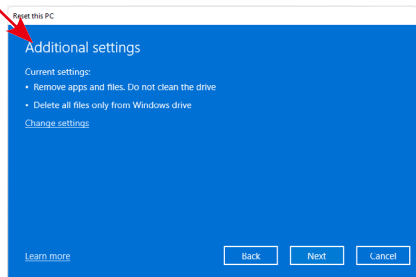 Reset this PC
Additional settings
Current settings:
• Remove apps and files. Do not clean the drive
• Delete all files only from Windows drive
Change settings
Learn more
Back
Next
Cancel